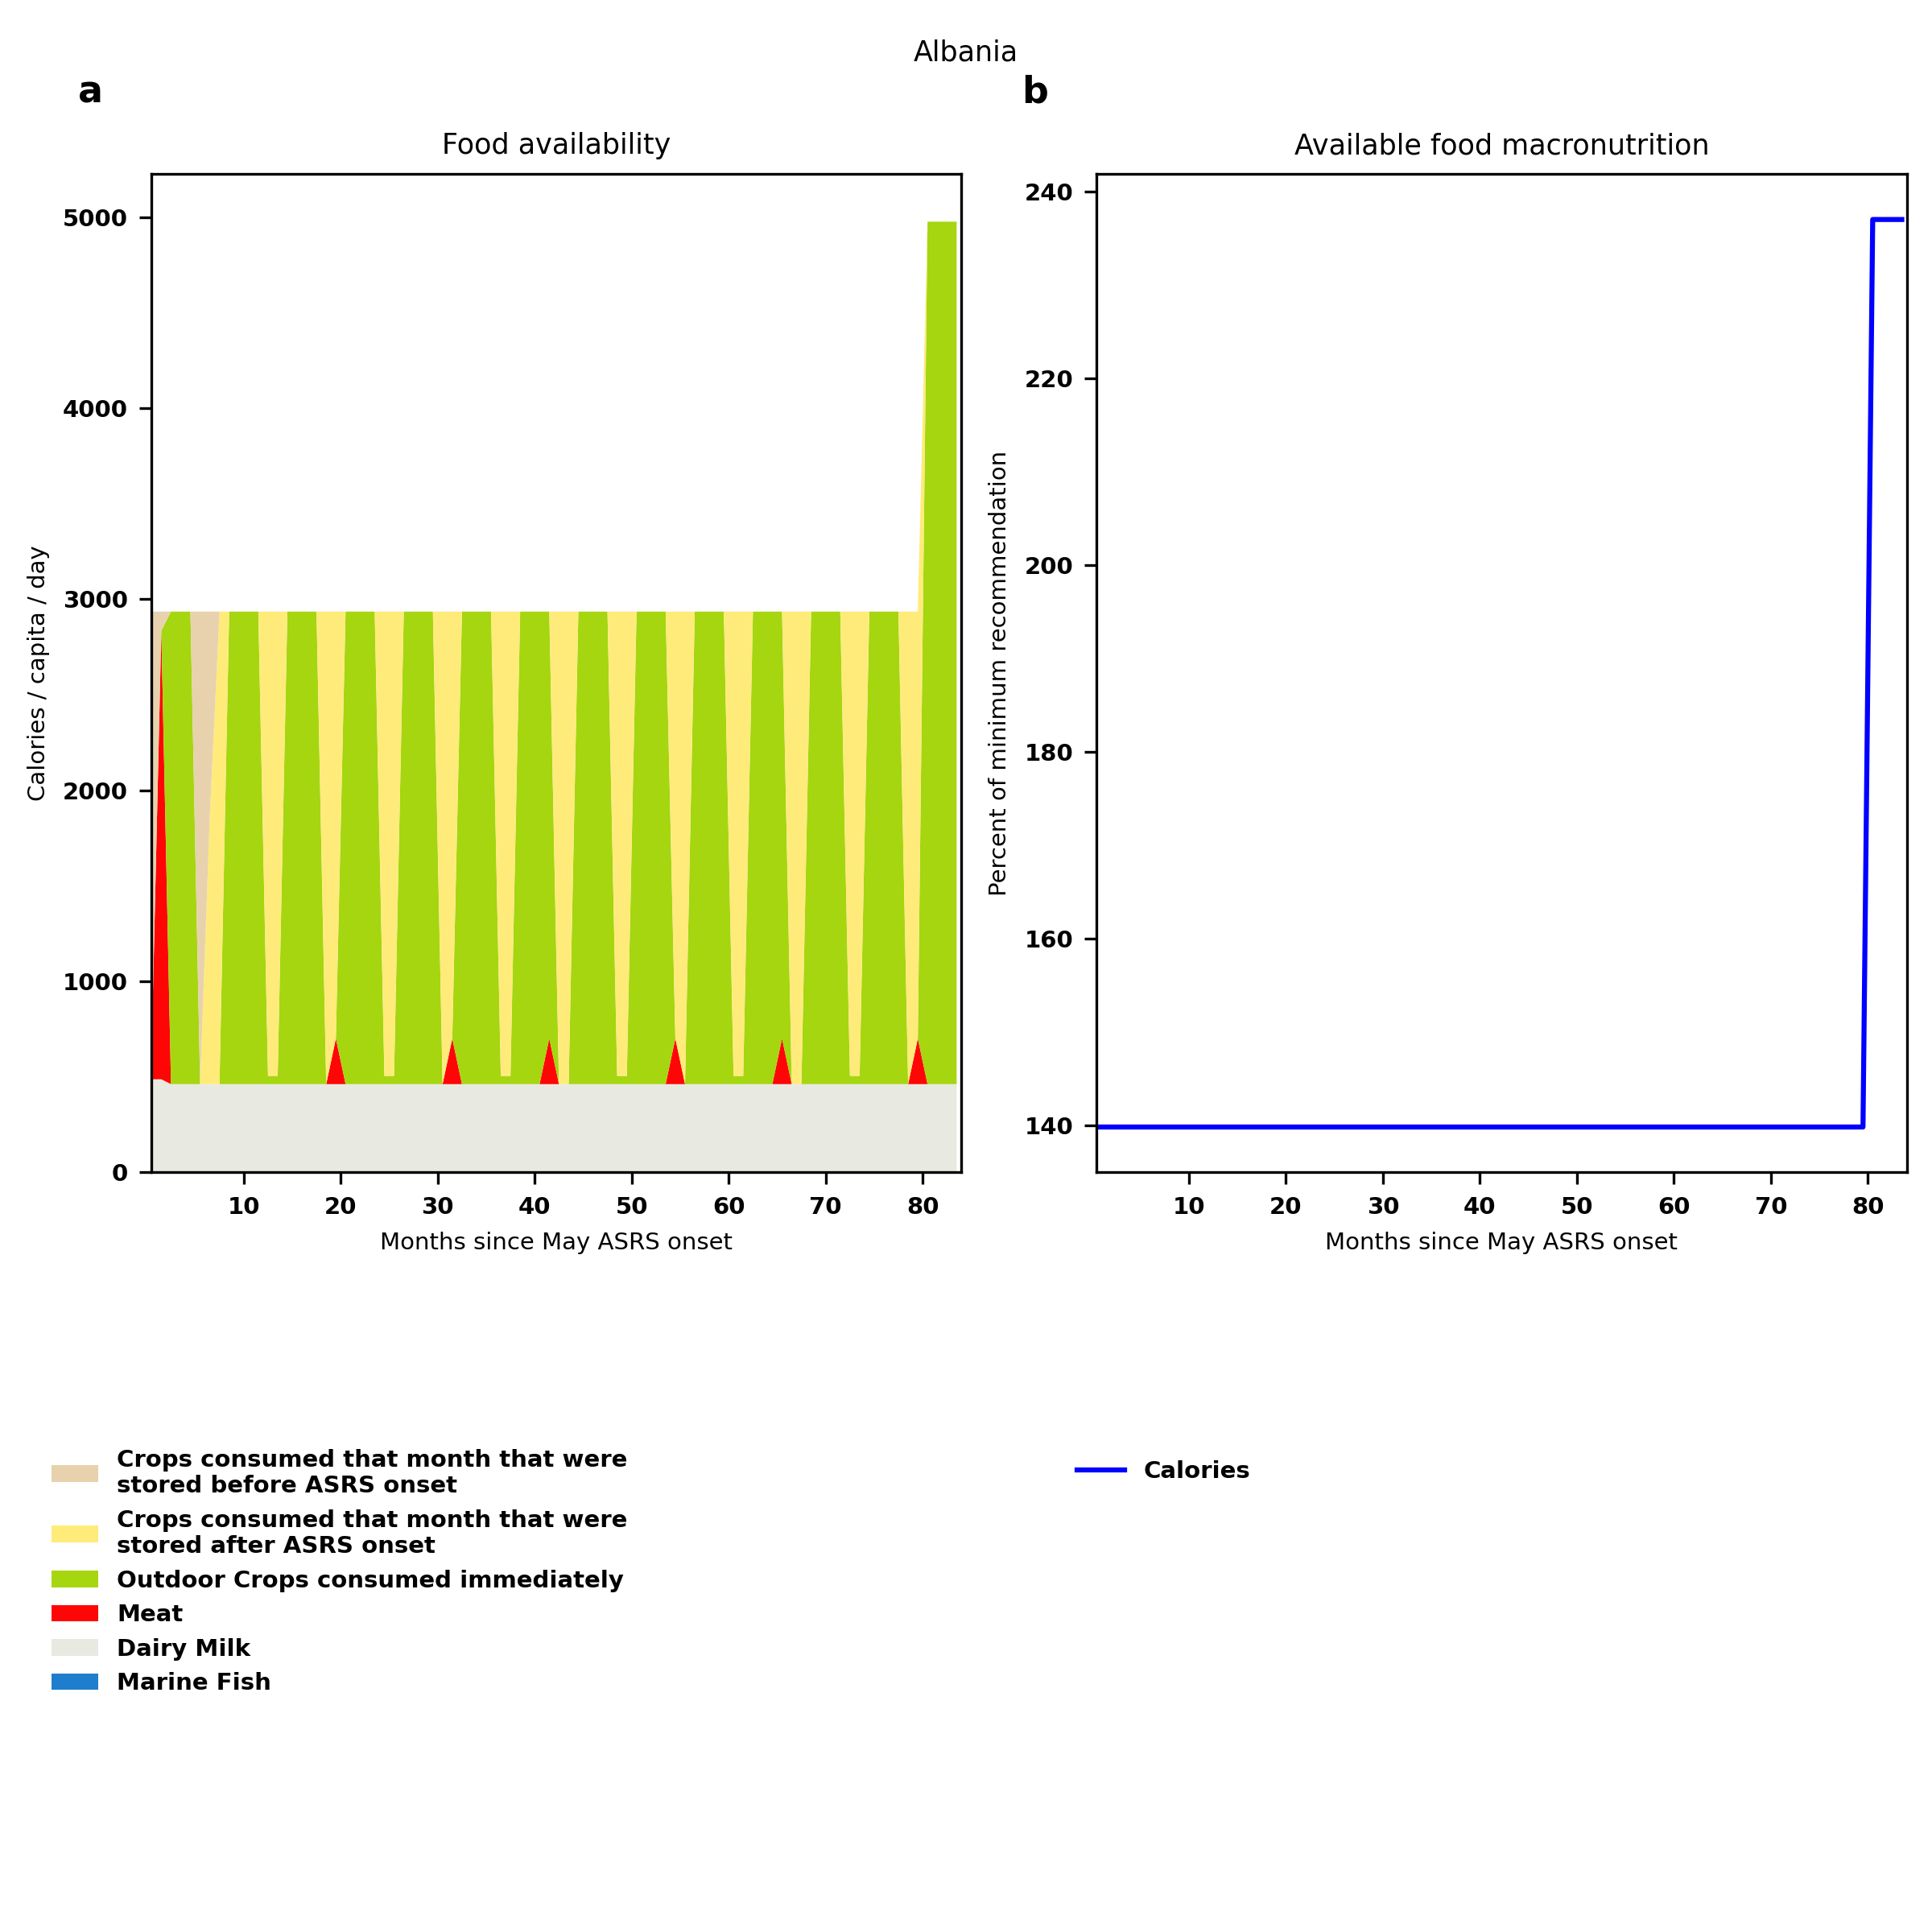 Albania
a
Food availability
Calories / capita / day
5000
4000
3000
2000
1000
0
10 20 30 40 50 60 70 80
Months since May ASRS onset
b
Available food macronutrition
Percent of minimum recommendation
240
220
200
180
160
140
10 20 30 40 50 60 70 80
Months since May ASRS onset
Crops consumed that month that were
stored before ASRS onset
Crops consumed that month that were
stored after ASRS onset
Outdoor Crops consumed immediately
Meat
Dairy Milk
Marine Fish
Calories